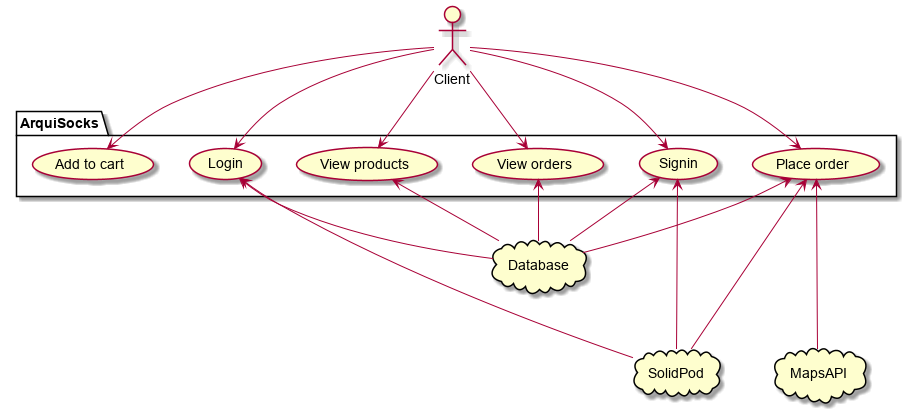 Client
ArquiSocks
Add to cart
Login
View products
View orders
Signin
Place order
Database
SolidPod
MapsAPI